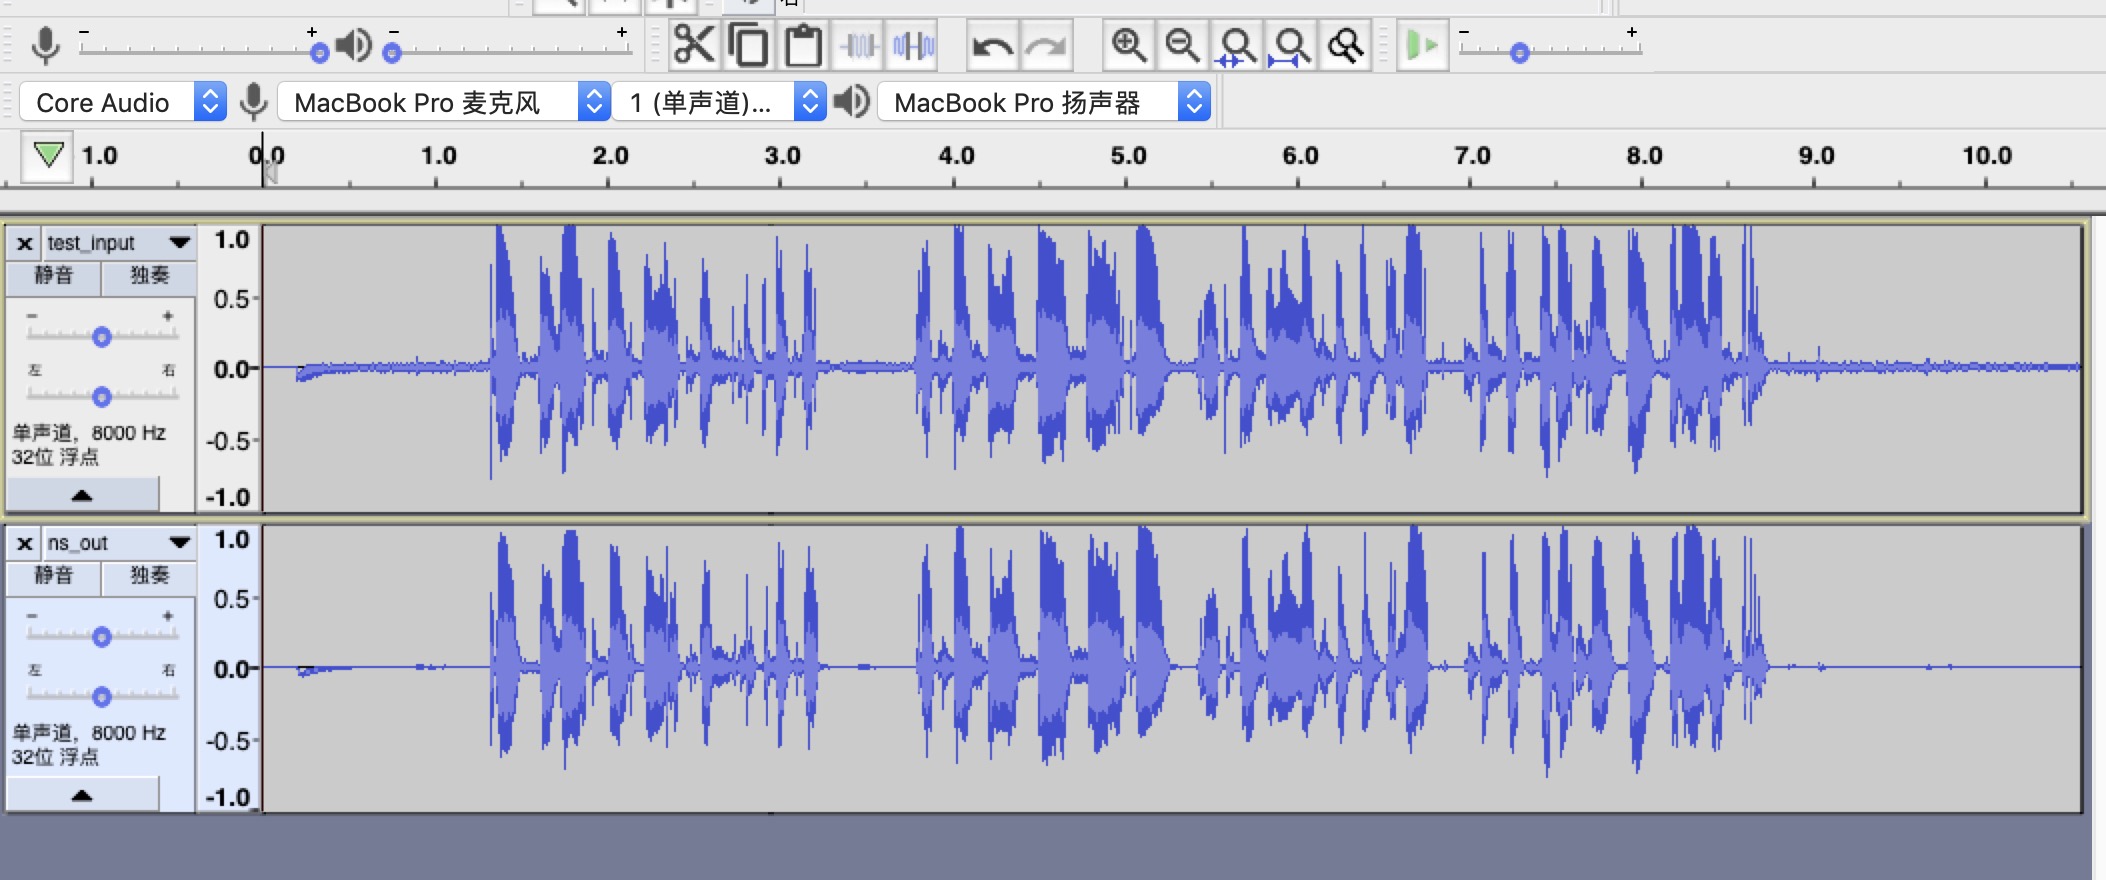 - + - + - +
Core Audio MacBook Pro 麦克风 1 (单声道)... MacBook Pro 扬声器
1.0 0.0 1.0 2.0 3.0 4.0 5.0 6.0 7.0 8.0 9.0 10.0
x test_input
静音 独奏
- +
左 右
单声道, 8000 Hz
32位 浮点
1.0
0.5-
0.0-
-0.5-
-1.0
x ns_out
静音 独奏
- +
左 右
单声道, 8000 Hz
32位 浮点
1.0
0.5-
0.0-
-0.5-
-1.0